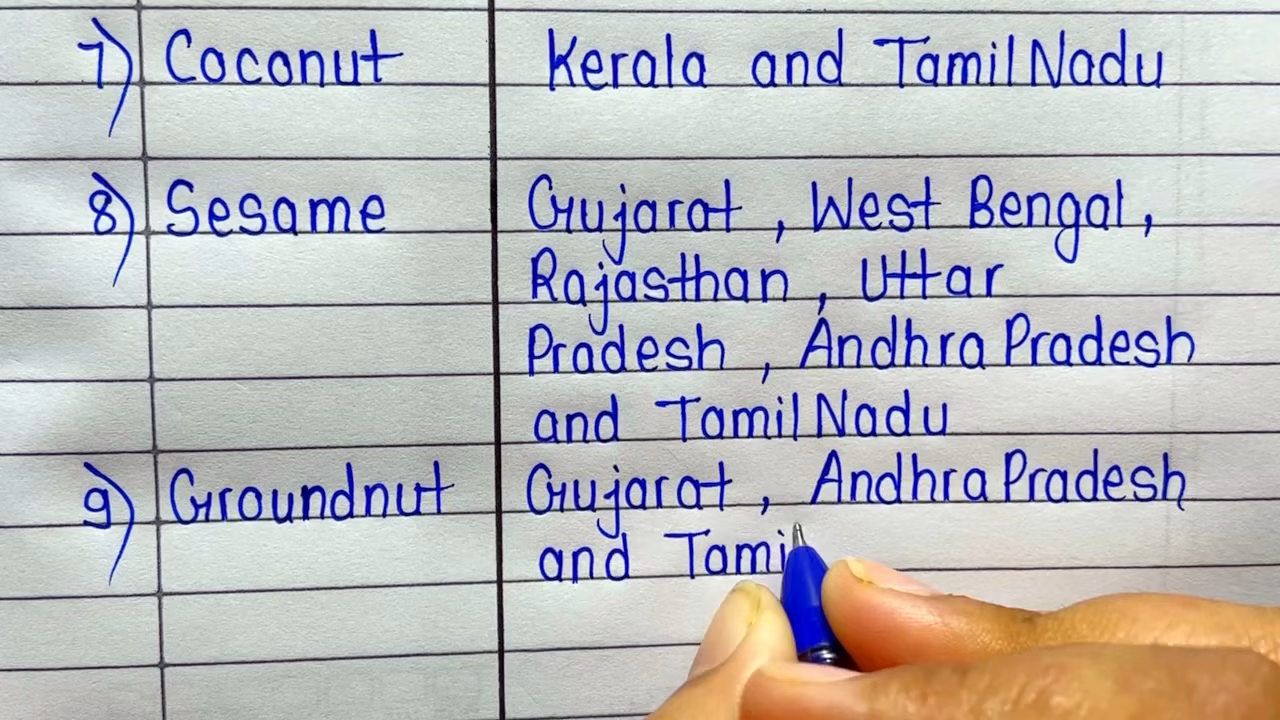 7) Coconut Kerala and Tamil Nadu
8) Sesame Gujarat , West Bengal ,
Rajasthan , Uttar
Pradesh , Andhra Pradesh
and Tamil Nadu
9) Groundnut Gujarat , Andhra Pradesh
and Tami